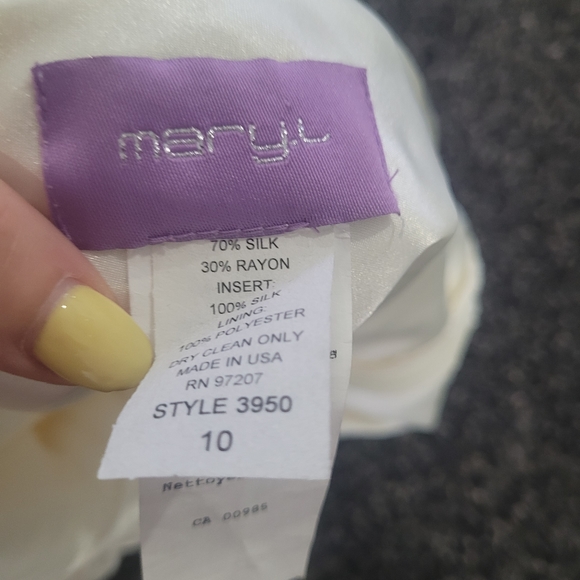 mary.L
70% SILK
30% RAYON
INSERT:
100% SILK
LINING:
100% POLYESTER
DRY CLEAN ONLY
MADE IN USA
RN 97207
STYLE 3950
10
CA 00989